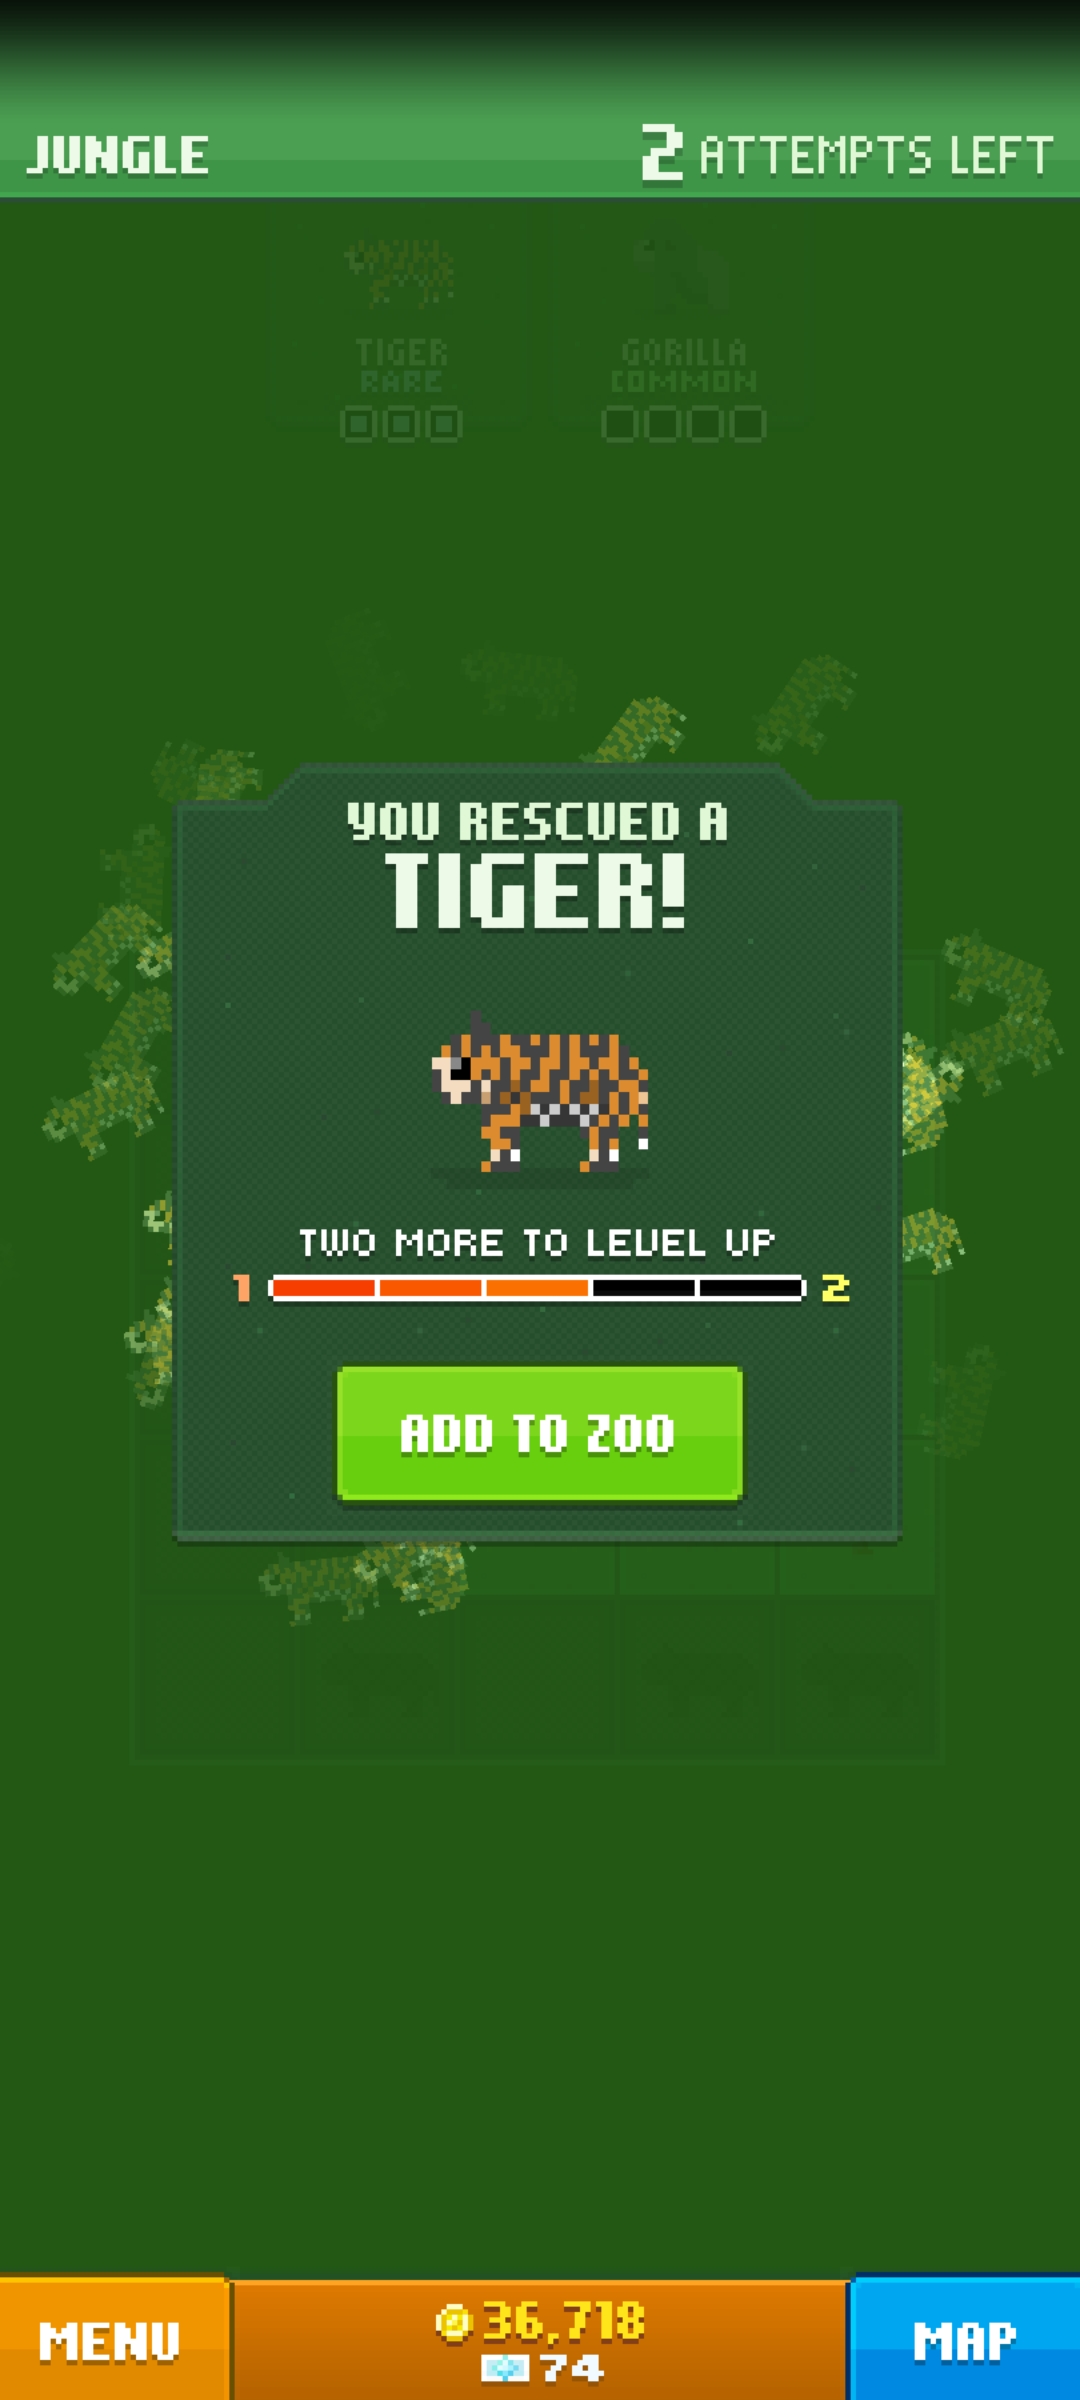 JUNGLE
2 ATTEMPTS LEFT
TIGER
RARE
GORILLA
COMMON
YOU RESCUED A
TIGER!
TWO MORE TO LEVEL UP
1
2
ADD TO ZOO
MENU
36,718
74
MAP